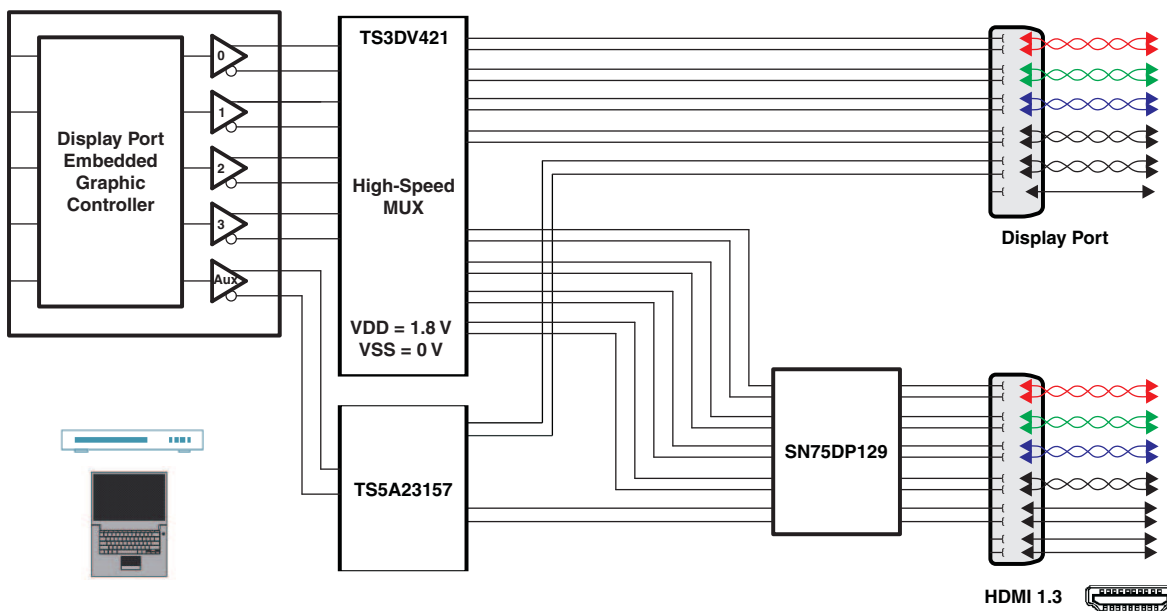 Display Port
Embedded
Graphic
Controller
0
1
2
3
Aux
TS3DV421
High-Speed
MUX
VDD = 1.8 V
VSS = 0 V
TS5A23157
SN75DP129
Display Port
HDMI 1.3